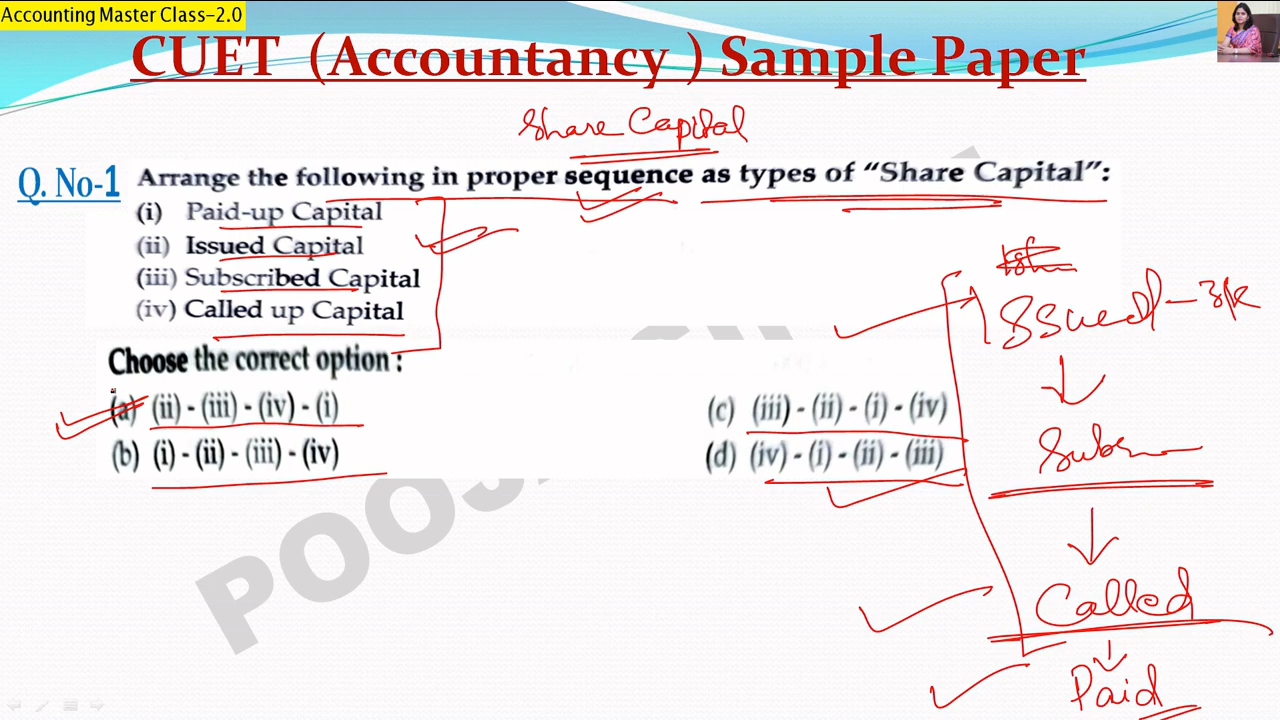 Accounting Master Class-2.0
CUET (Accountancy ) Sample Paper
Share Capital
Q. No-1 Arrange the following in proper sequence as types of “Share Capital”:
(i) Paid-up Capital
(ii) Issued Capital
(iii) Subscribed Capital
(iv) Called up Capital
Choose the correct option :
(a) (ii) - (iii) - (iv) - (i)
(b) (i) - (ii) - (iii) - (iv)
(c) (iii) - (ii) - (i) - (iv)
(d) (iv) - (i) - (ii) - (iii)
Issued
Called
Paid